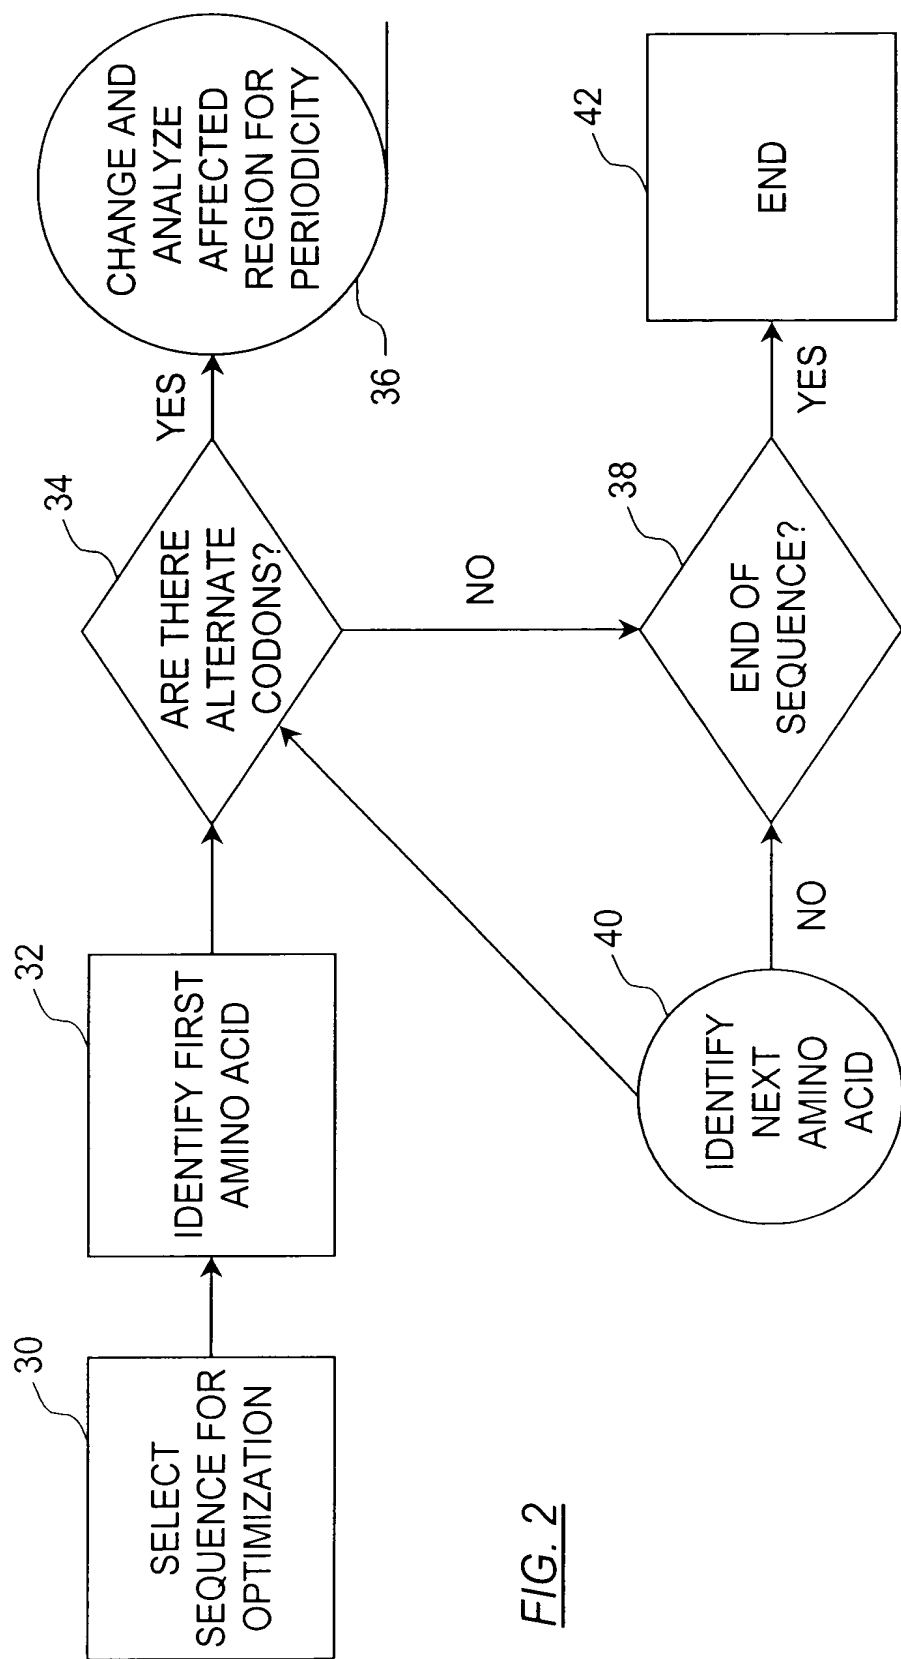 30
SELECT
SEQUENCE FOR
OPTIMIZATION
32
IDENTIFY FIRST
AMINO ACID
34
ARE THERE
ALTERNATE
CODONS?
YES
CHANGE AND
ANALYZE
AFFECTED
REGION FOR
PERIODICITY
36
NO
40
IDENTIFY
NEXT
AMINO
ACID
NO
38
END OF
SEQUENCE?
YES
42
END
FIG. 2